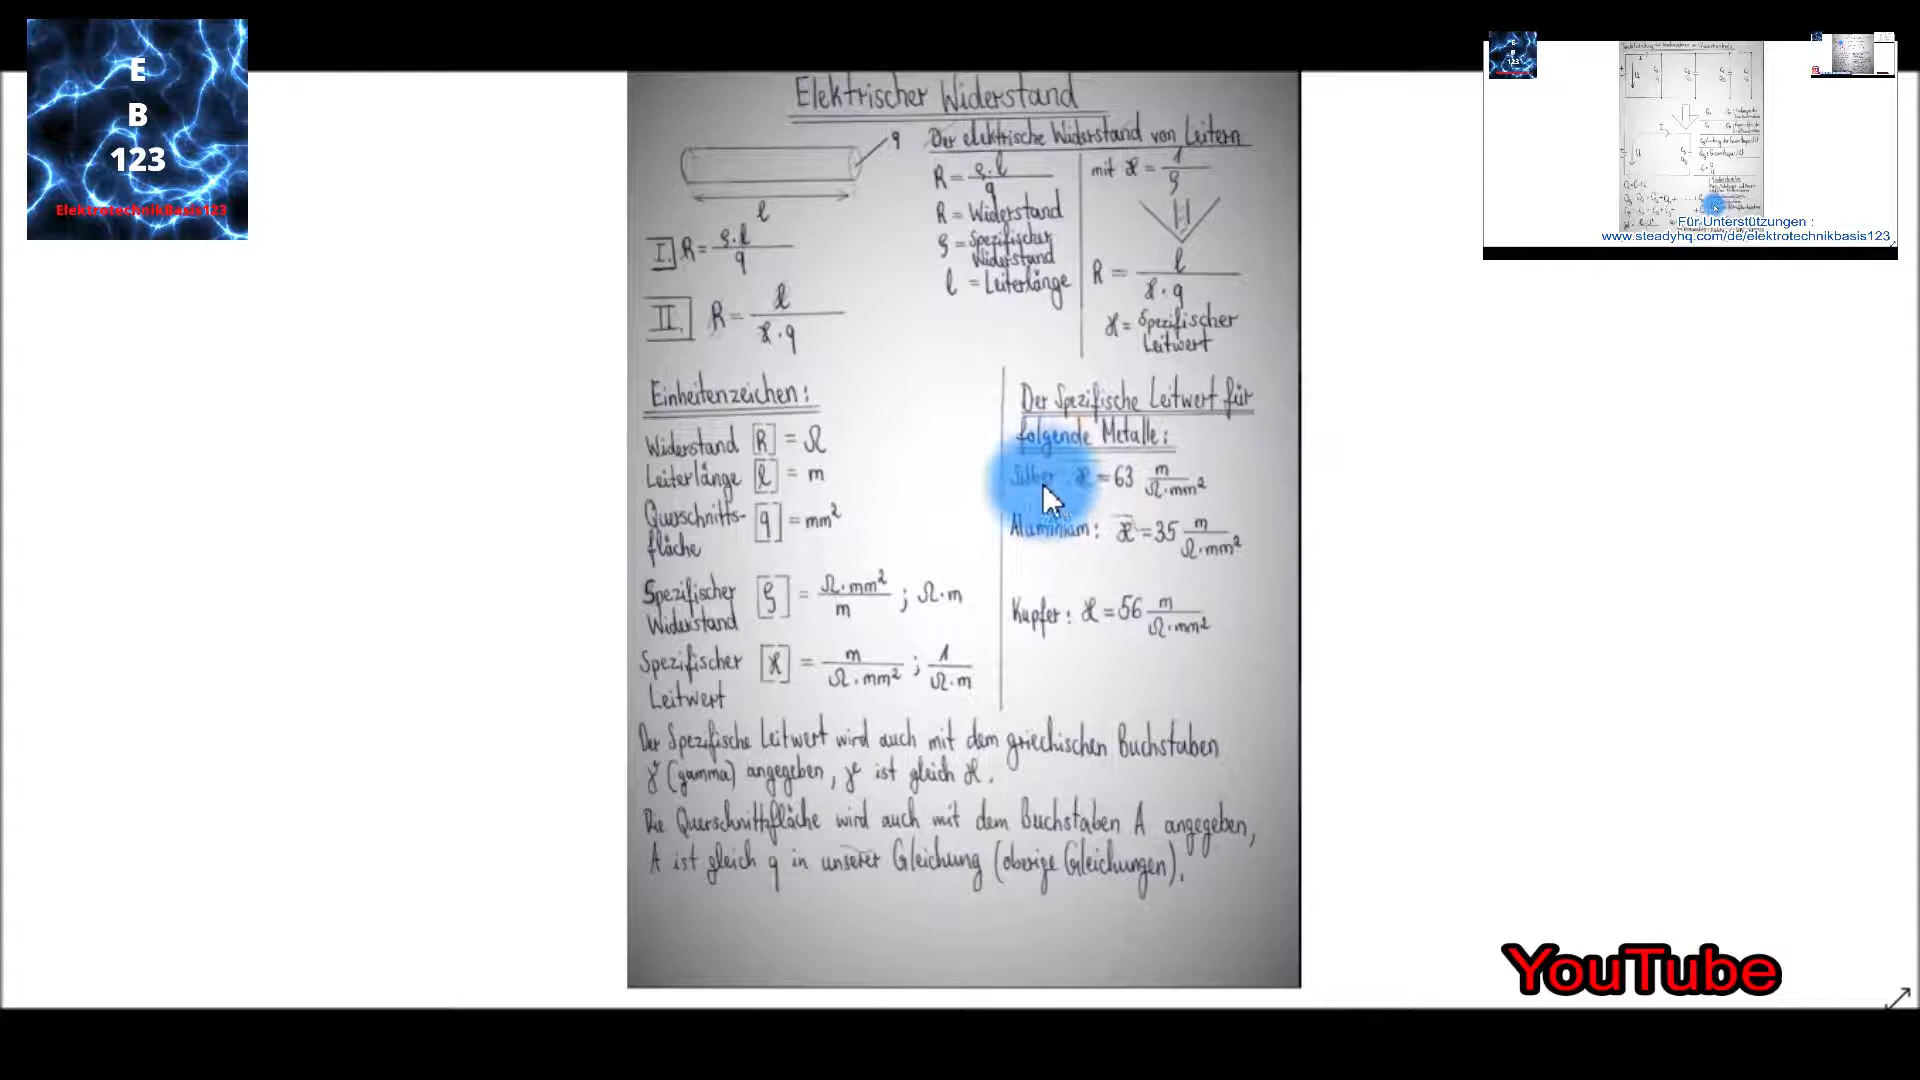 E
B
123
ElektrotechnikBasis123
Elektrischer Widerstand
q
l
I. R = ϱ·l / q
II. R = l / ϰ·q
Der elektrische Widerstand von Leitern
R = ϱ·l / q
R = Widerstand
ϱ = Spezifischer
Widerstand
l = Leiterlänge
mit ϰ = 1 / ϱ
R = l / ϰ·q
ϰ = Spezifischer
Leitwert
Einheitenzeichen:
Widerstand [R] = Ω
Leiterlänge [l] = m
Querschnitts- [q] = mm²
fläche
Spezifischer [ϱ] = Ω·mm² / m ; Ω·m
Widerstand
Spezifischer [ϰ] = m / Ω·mm² ; 1 / Ω·m
Leitwert
Der Spezifische Leitwert für
folgende Metalle:
Silber: ϰ = 63 m / Ω·mm²
Aluminium: ϰ = 35 m / Ω·mm²
Kupfer: ϰ = 56 m / Ω·mm²
Der Spezifische Leitwert wird auch mit dem griechischen Buchstaben
γ (gamma) angegeben, γ ist gleich ϰ.
Die Querschnittsfläche wird auch mit dem Buchstaben A angegeben,
A ist gleich q in unserer Gleichung (oberige Gleichungen).
Für Unterstützungen :
www.steadyhq.com/de/elektrotechnikbasis123
YouTube